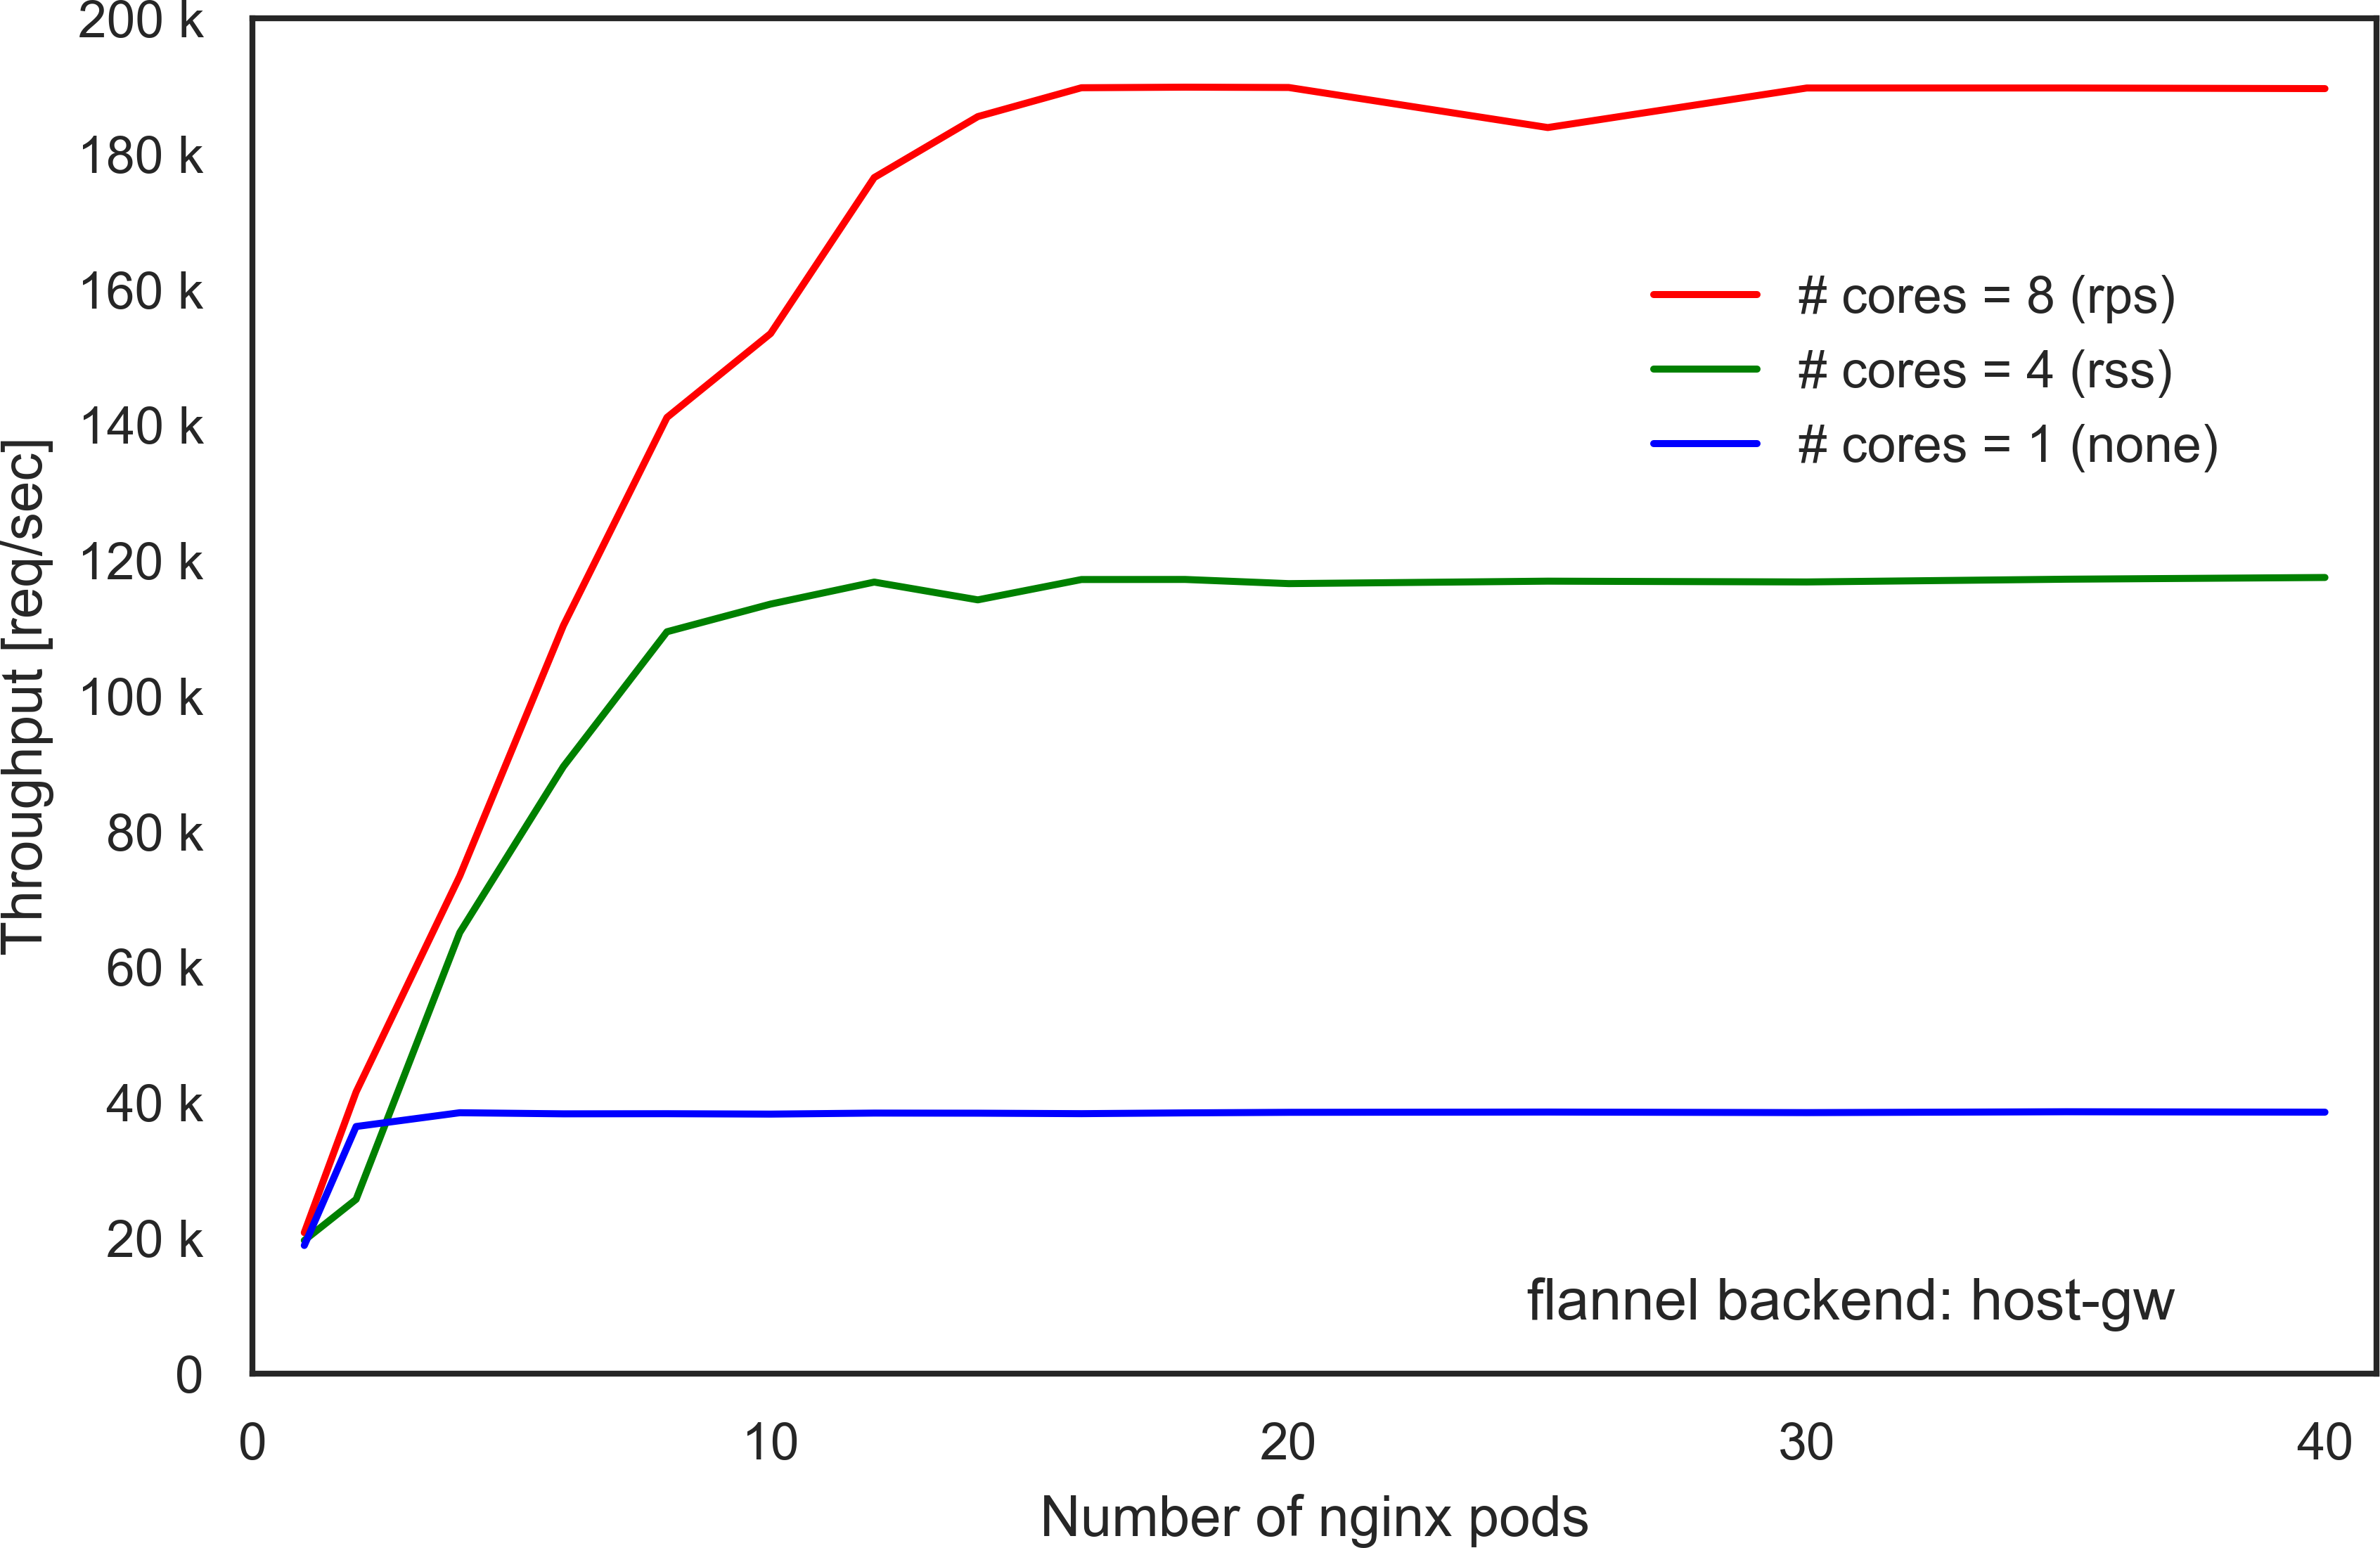 200 k
180 k
160 k
140 k
120 k
100 k
80 k
60 k
40 k
20 k
0
Throughput [req/sec]
# cores = 8 (rps)
# cores = 4 (rss)
# cores = 1 (none)
flannel backend: host-gw
0 10 20 30 40
Number of nginx pods